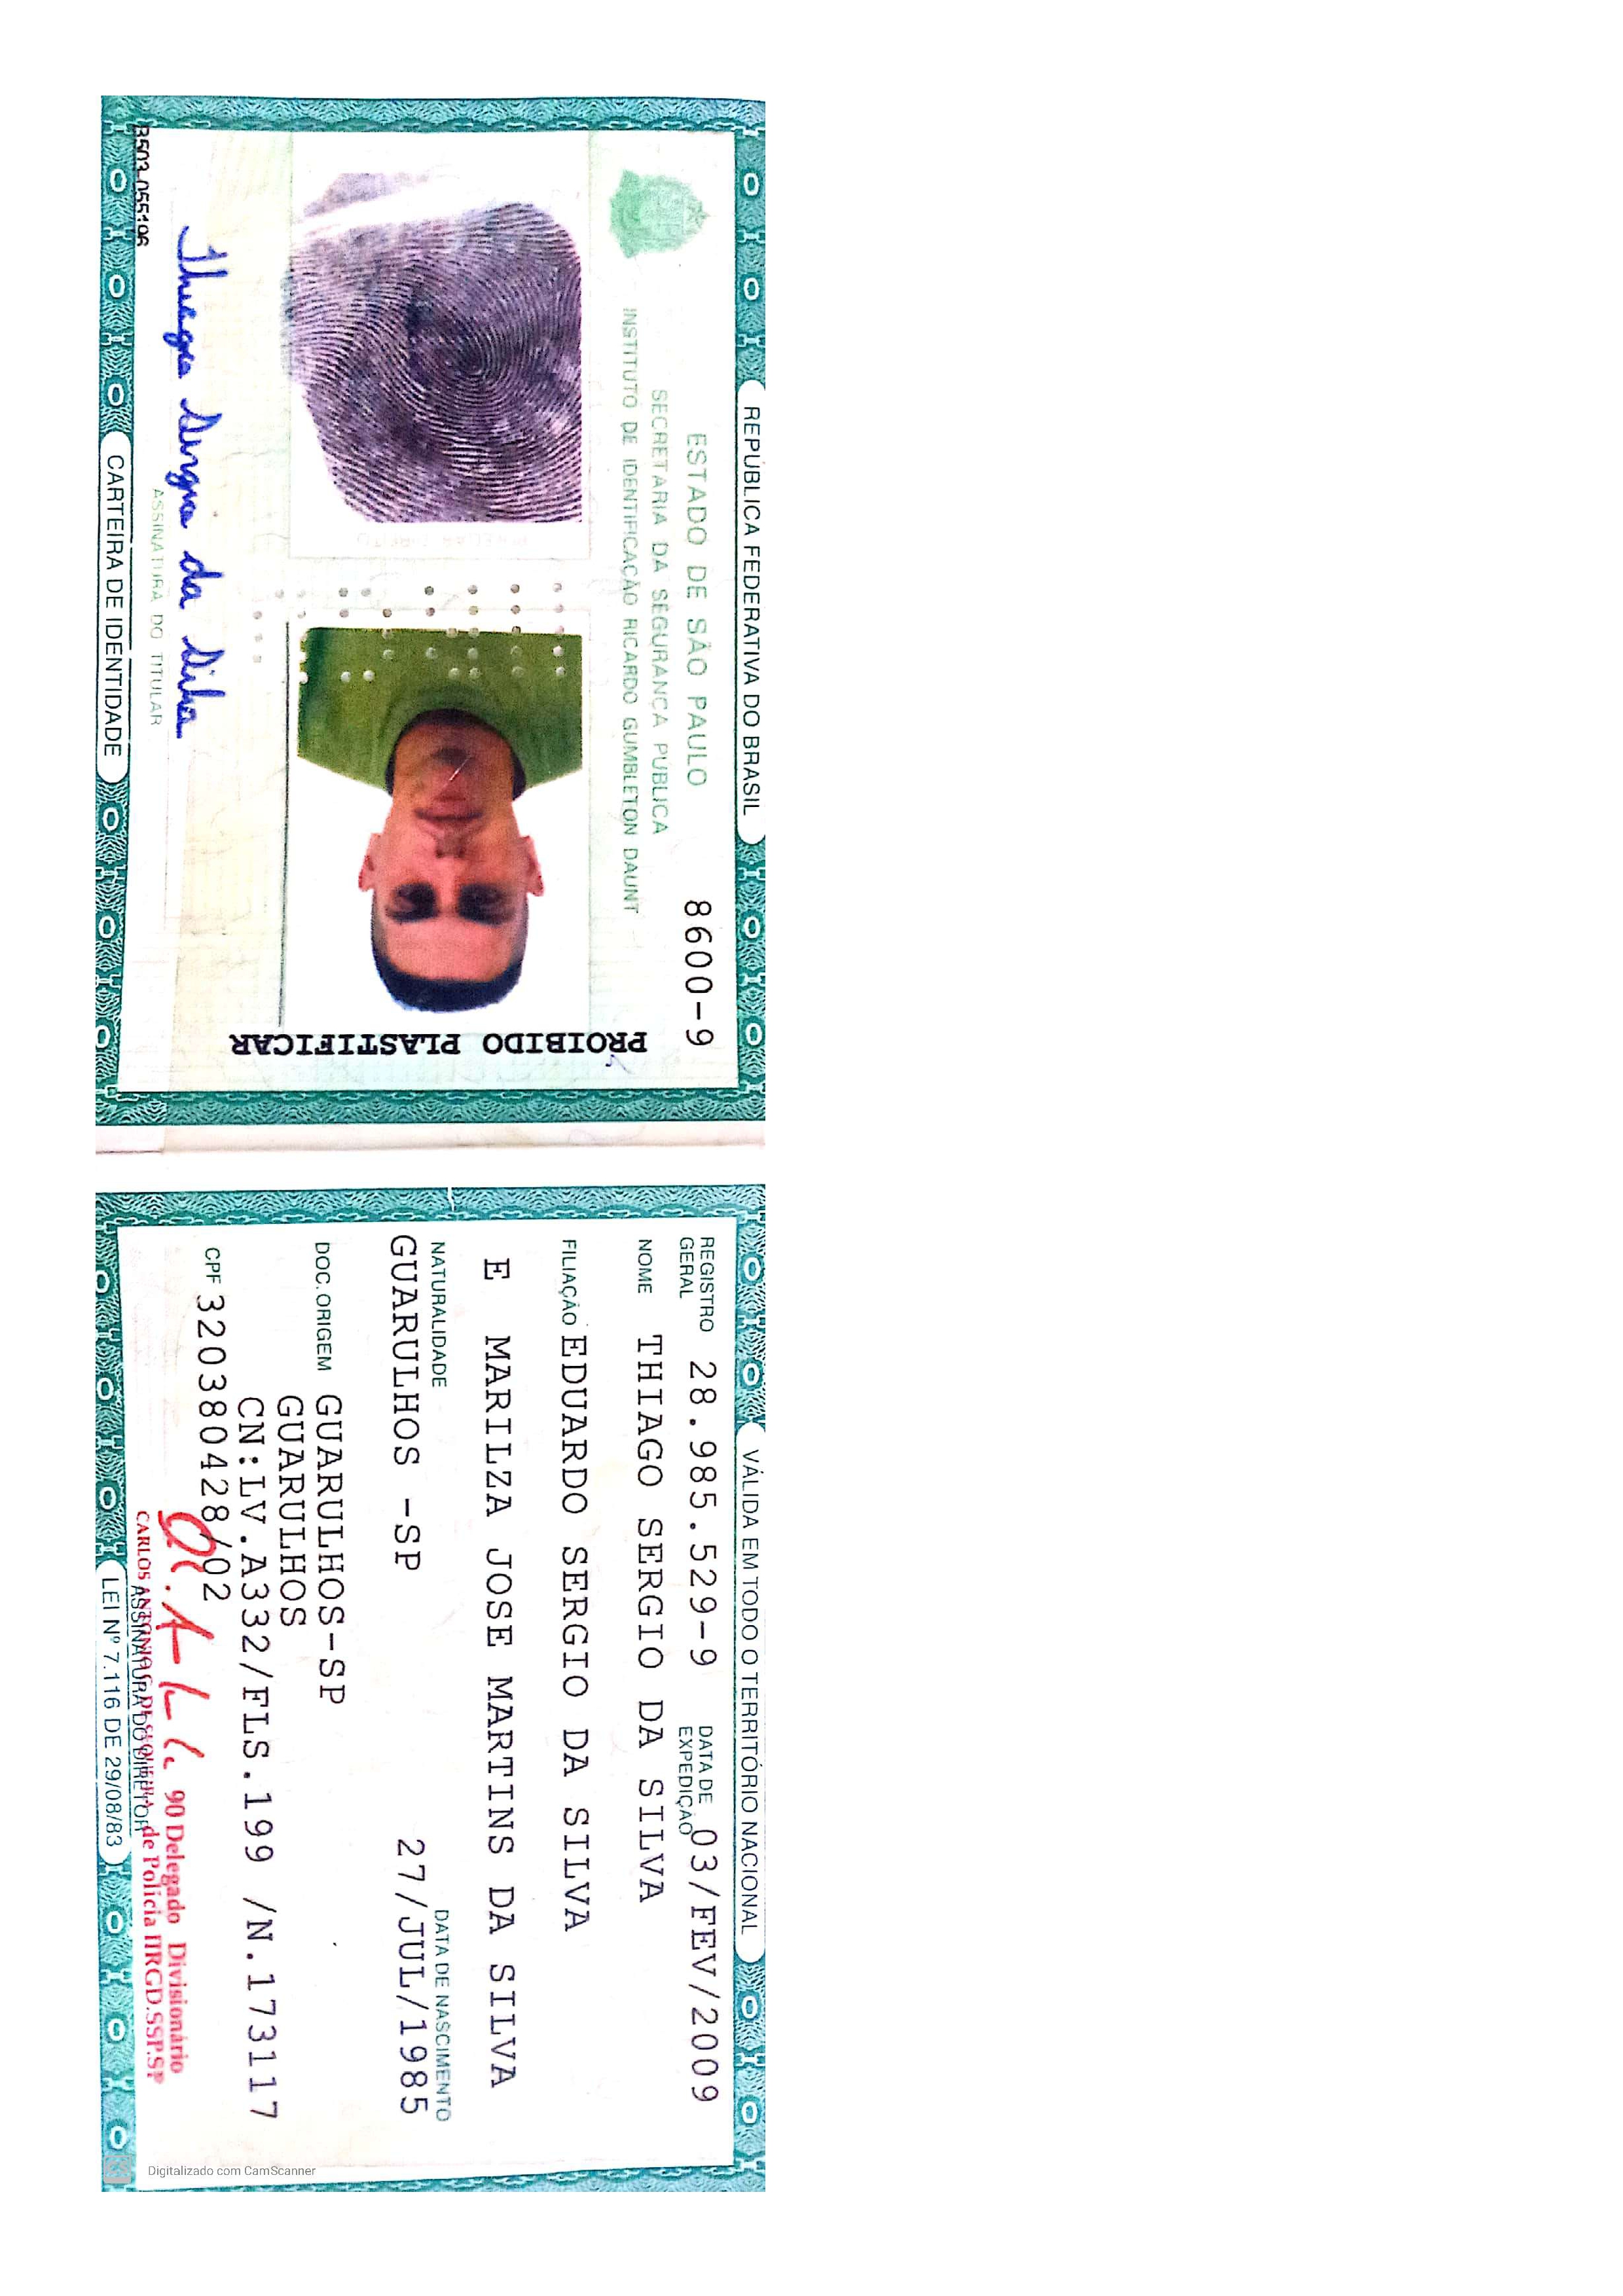 REPÚBLICA FEDERATIVA DO BRASIL
ESTADO DE SÃO PAULO
8600-9
SECRETARIA DA SEGURANÇA PUBLICA
INSTITUTO DE IDENTIFICAÇÃO RICARDO GUMBLETON DAUNT
PROIBIDO PLASTIFICAR
Thiago Sergio da Silva
ASSINATURA DO TITULAR
B503-055196
CARTEIRA DE IDENTIDADE
VÁLIDA EM TODO O TERRITÓRIO NACIONAL
REGISTRO GERAL 28.985.529-9 DATA DE EXPEDIÇÃO 03/FEV/2009
NOME THIAGO SERGIO DA SILVA
FILIAÇÃO EDUARDO SERGIO DA SILVA
E MARILZA JOSE MARTINS DA SILVA
NATURALIDADE DATA DE NASCIMENTO
GUARULHOS -SP 27/JUL/1985
DOC. ORIGEM GUARULHOS-SP
GUARULHOS
CN:LV.A332/FLS.199 /N.173117
CPF 320380428/02
90 Delegado Divisionário
CARLOS ANTONIO de Polícia IIRGD.SSP.SP
ASSINATURA DO DIRETOR
LEI Nº 7.116 DE 29/08/83
Digitalizado com CamScanner